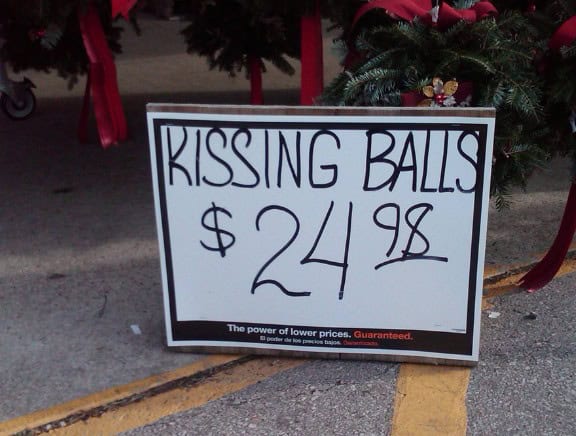 KISSING BALLS
$24 98
The power of lower prices. Guaranteed.
El poder de los precios bajos. Garantizado.